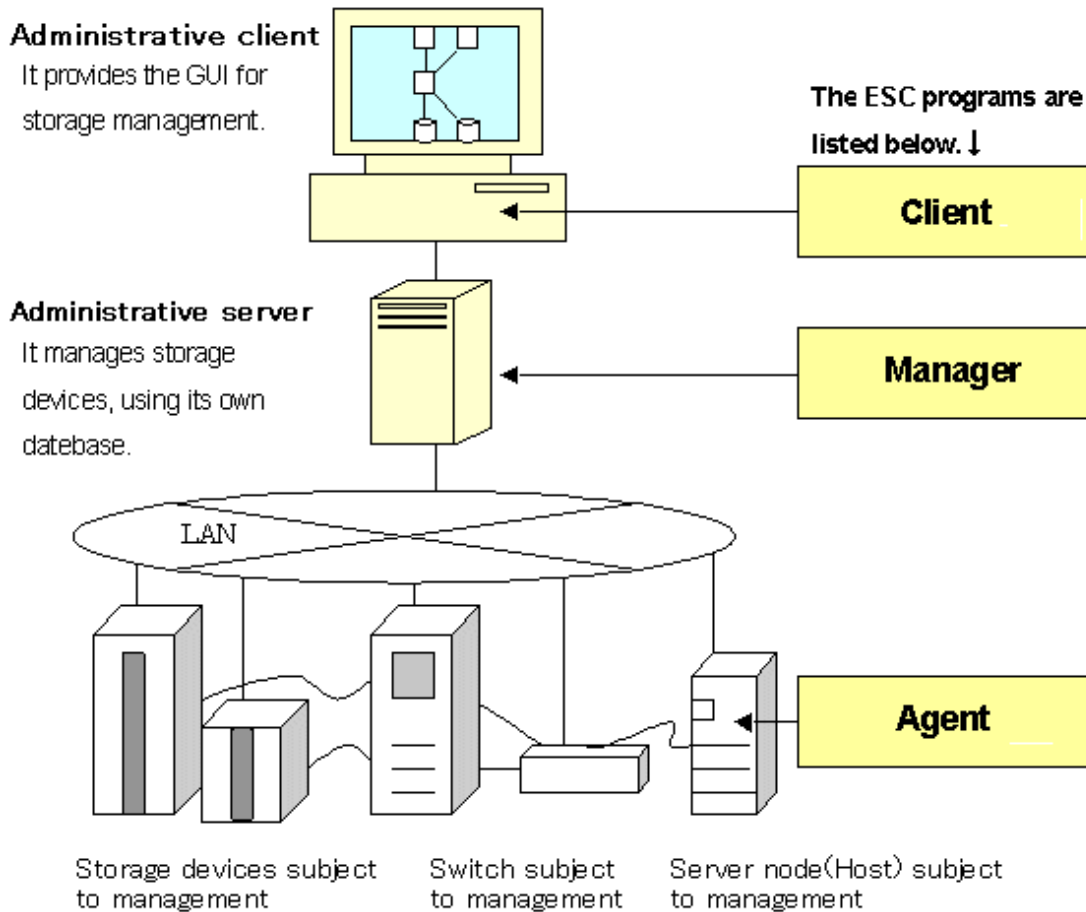 Administrative client
It provides the GUI for
storage management.
The ESC programs are
listed below.↓
Client
Administrative server
It manages storage
devices, using its own
datebase.
Manager
LAN
Agent
Storage devices subject
to management
Switch subject
to management
Server node(Host) subject
to management